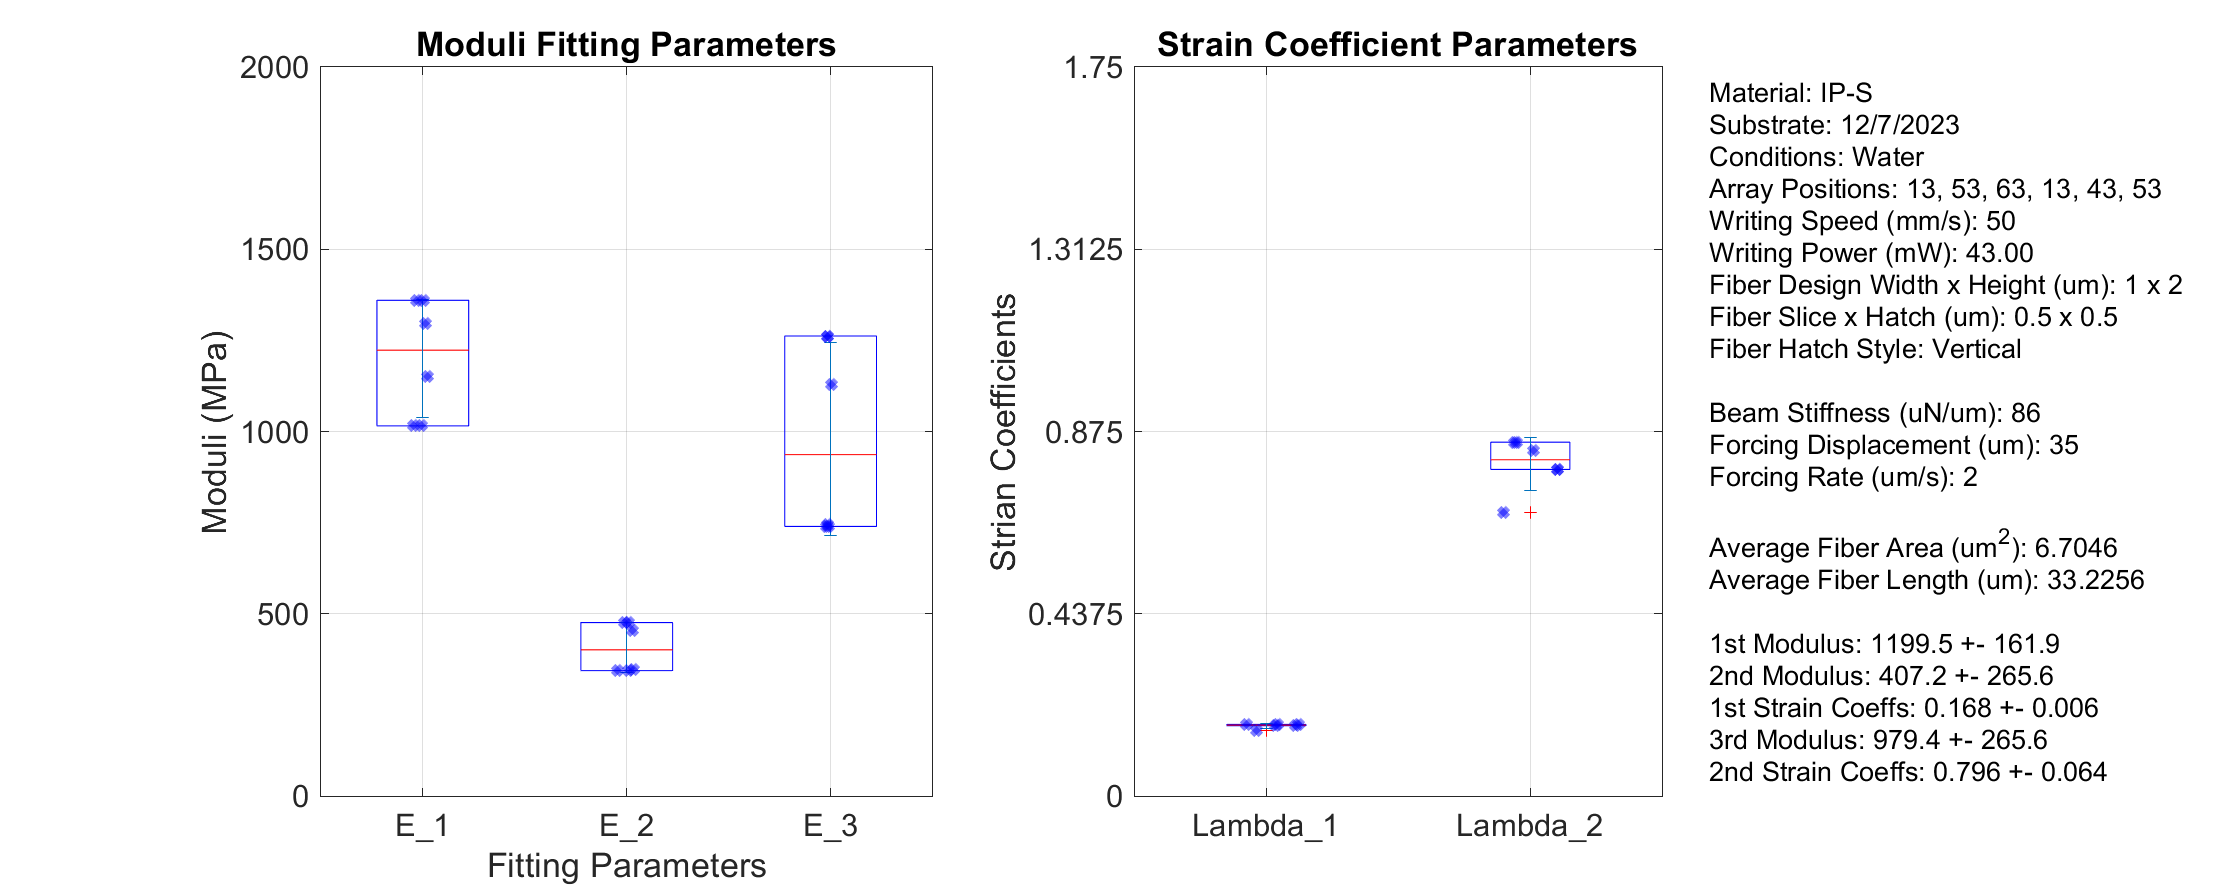 Moduli Fitting Parameters
2000
1500
1000
500
0
Moduli (MPa)
E_1
E_2
E_3
Fitting Parameters
Strain Coefficient Parameters
1.75
1.3125
0.875
0.4375
0
Strian Coefficients
Lambda_1
Lambda_2
Material: IP-S
Substrate: 12/7/2023
Conditions: Water
Array Positions: 13, 53, 63, 13, 43, 53
Writing Speed (mm/s): 50
Writing Power (mW): 43.00
Fiber Design Width x Height (um): 1 x 2
Fiber Slice x Hatch (um): 0.5 x 0.5
Fiber Hatch Style: Vertical
Beam Stiffness (uN/um): 86
Forcing Displacement (um): 35
Forcing Rate (um/s): 2
Average Fiber Area (um²): 6.7046
Average Fiber Length (um): 33.2256
1st Modulus: 1199.5 +- 161.9
2nd Modulus: 407.2 +- 265.6
1st Strain Coeffs: 0.168 +- 0.006
3rd Modulus: 979.4 +- 265.6
2nd Strain Coeffs: 0.796 +- 0.064